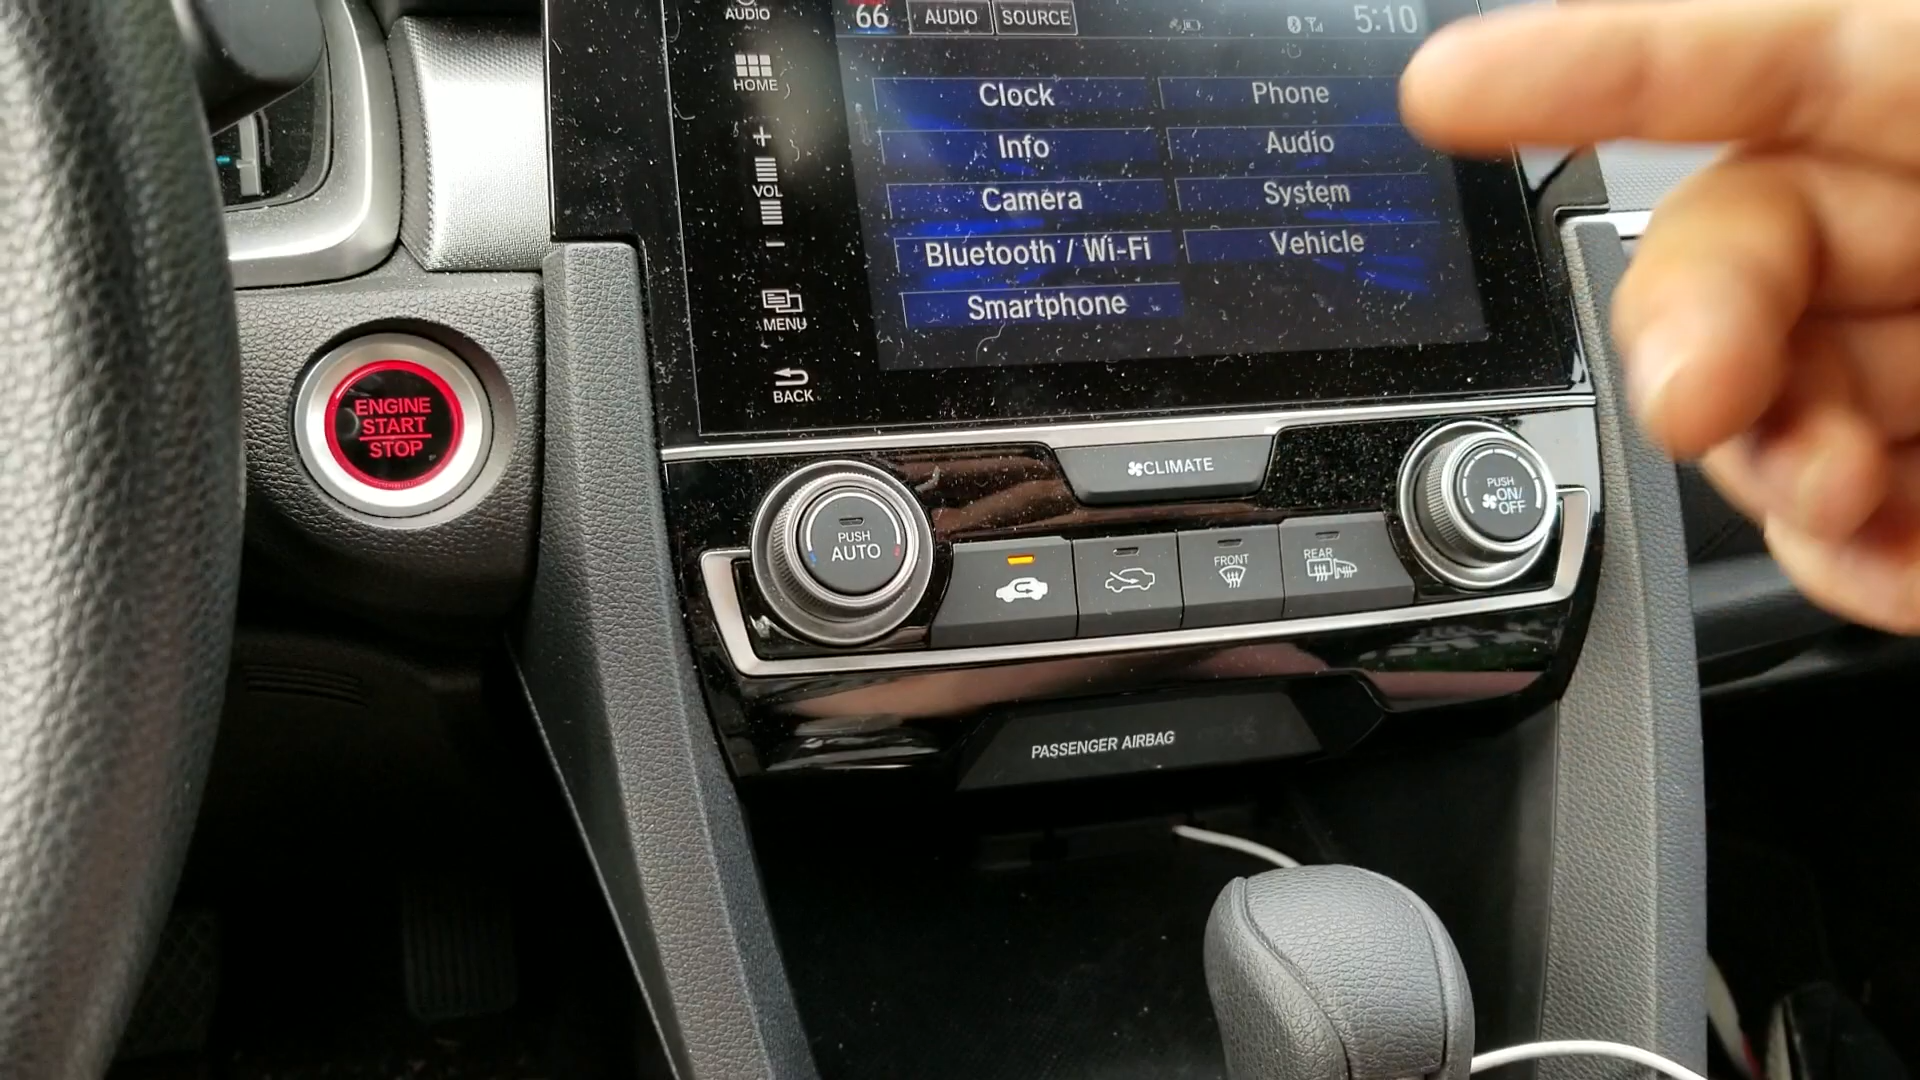 AUDIO
66
AUDIO
SOURCE
5:10
HOME
+
VOL
-
MENU
BACK
Clock
Phone
Info
Audio
Camera
System
Bluetooth / Wi-Fi
Vehicle
Smartphone
ENGINE
START
STOP
CLIMATE
PUSH
AUTO
FRONT
REAR
PUSH
ON/
OFF
PASSENGER AIRBAG